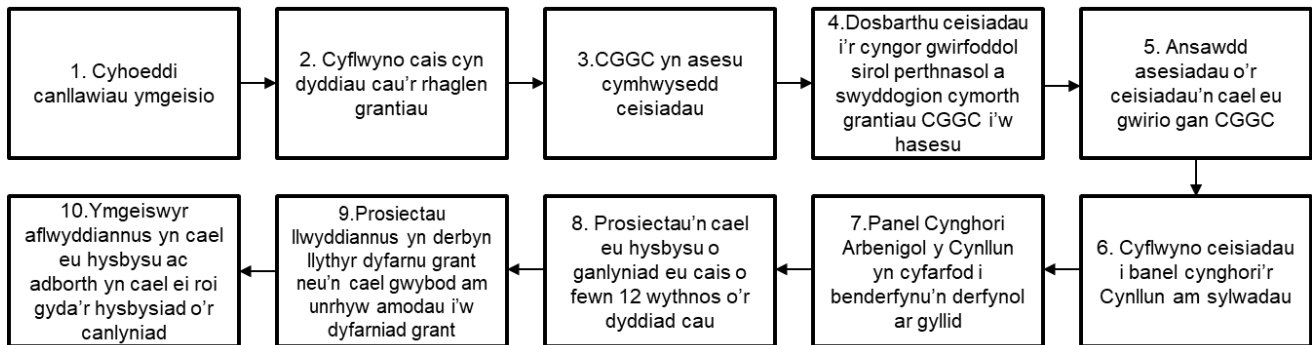 1. Cyhoeddi
canllawiau ymgeisio
2. Cyflwyno cais cyn
dyddiau cau’r rhaglen
grantiau
3.CGGC yn asesu
cymhwysedd
ceisiadau
4.Dosbarthu ceisiadau
i’r cyngor gwirfoddol
sirol perthnasol a
swyddogion cymorth
grantiau CGGC i’w
hasesu
5. Ansawdd
asesiadau o’r
ceisiadau’n cael eu
gwirio gan CGGC
6. Cyflwyno ceisiadau
i banel cynghori’r
Cynllun am sylwadau
7.Panel Cynghori
Arbenigol y Cynllun
yn cyfarfod i
benderfynu’n derfynol
ar gyllid
8. Prosiectau’n cael
eu hysbysu o
ganlyniad eu cais o
fewn 12 wythnos o’r
dyddiad cau
9.Prosiectau
llwyddiannus yn derbyn
llythyr dyfarnu grant
neu’n cael gwybod am
unrhyw amodau i’w
dyfarniad grant
10.Ymgeiswyr
aflwyddiannus yn cael
eu hysbysu ac
adborth yn cael ei roi
gyda’r hysbysiad o’r
canlyniad